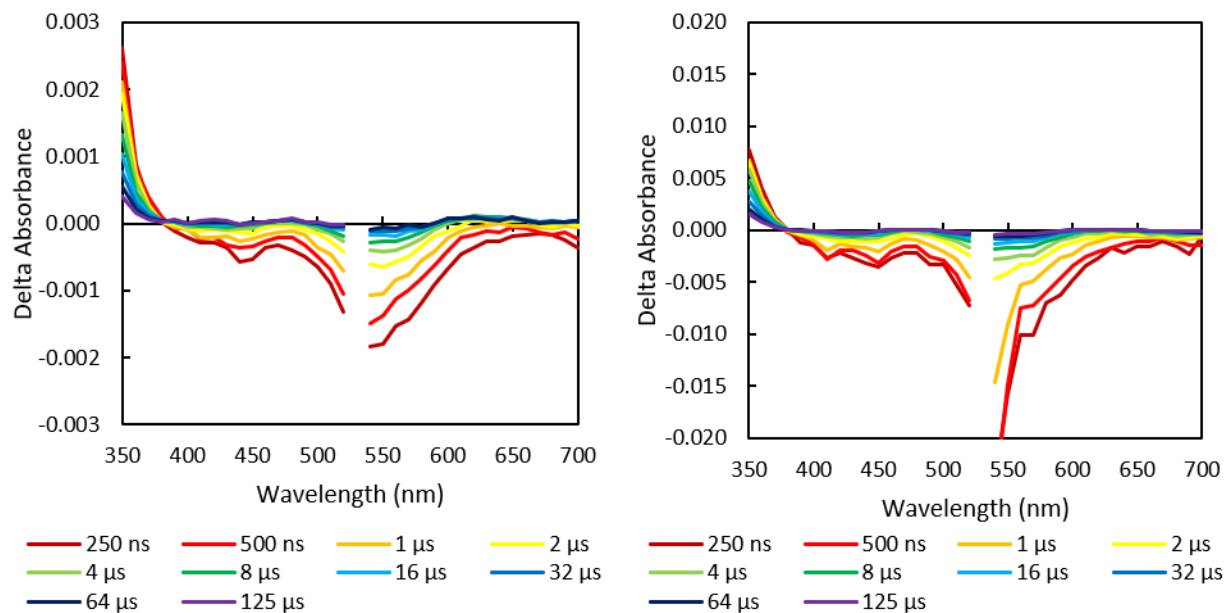 0.003
0.002
0.001
0.000
-0.001
-0.002
-0.003
Delta Absorbance
350 400 450 500 550 600 650 700
Wavelength (nm)
250 ns 500 ns 1 µs 2 µs
4 µs 8 µs 16 µs 32 µs
64 µs 125 µs
0.020
0.015
0.010
0.005
0.000
-0.005
-0.010
-0.015
-0.020
Delta Absorbance
350 400 450 500 550 600 650 700
Wavelength (nm)
250 ns 500 ns 1 µs 2 µs
4 µs 8 µs 16 µs 32 µs
64 µs 125 µs